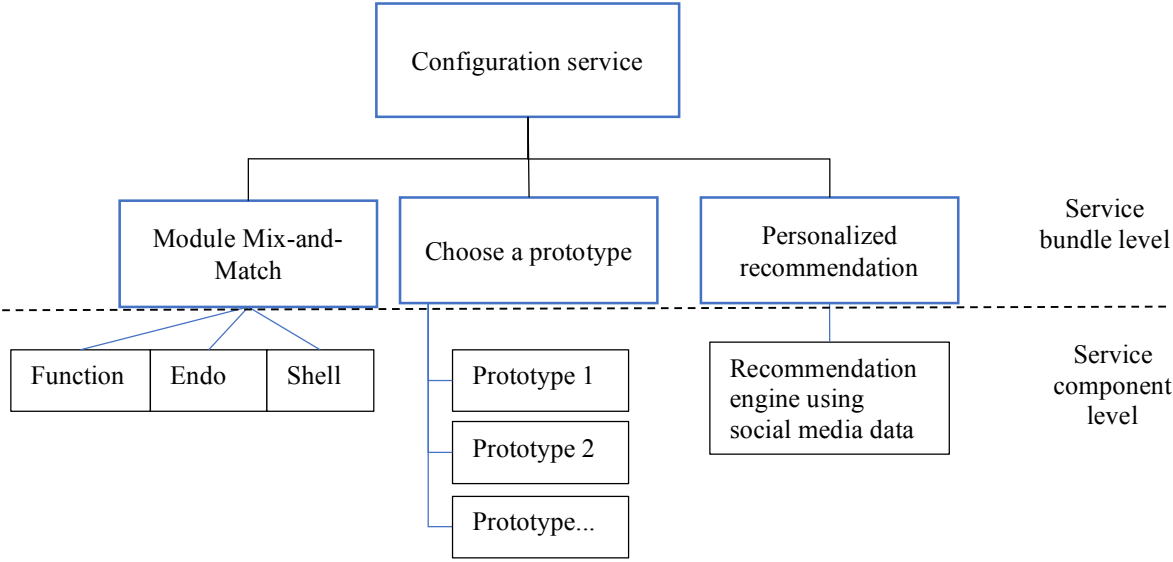 Configuration service
Module Mix-and-
Match
Choose a prototype
Personalized
recommendation
Service
bundle level
Function
Endo
Shell
Prototype 1
Prototype 2
Prototype...
Recommendation
engine using
social media data
Service
component
level